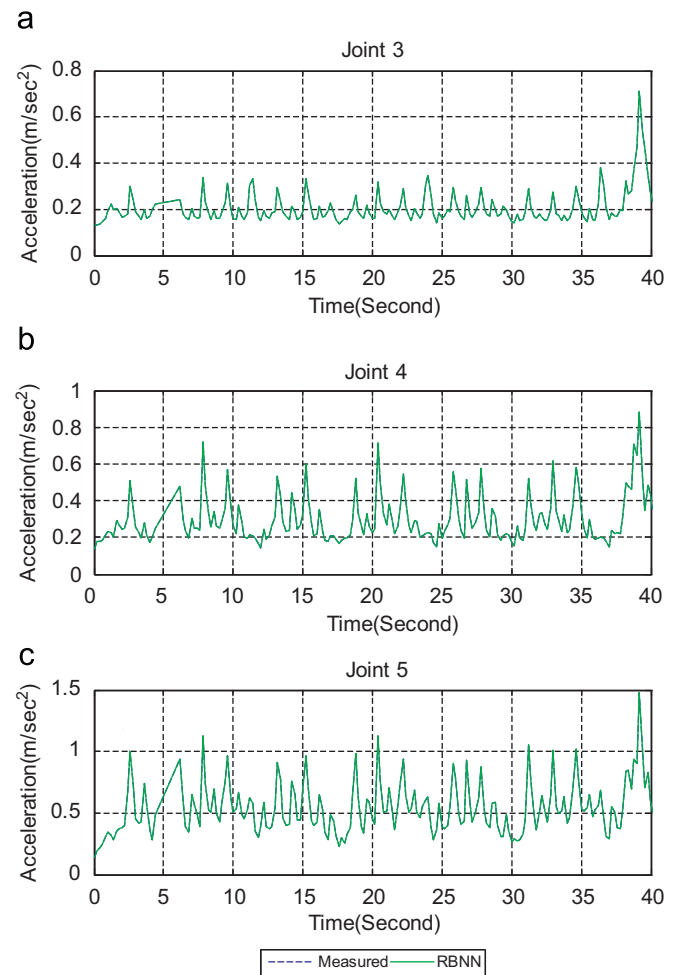 a
Joint 3
Acceleration(m/sec²)
0.8
0.6
0.4
0.2
0
0 5 10 15 20 25 30 35 40
Time(Second)
b
Joint 4
Acceleration(m/sec²)
1
0.8
0.6
0.4
0.2
0
0 5 10 15 20 25 30 35 40
Time(Second)
c
Joint 5
Acceleration(m/sec²)
1.5
1
0.5
0
0 5 10 15 20 25 30 35 40
Time(Second)
Measured RBNN